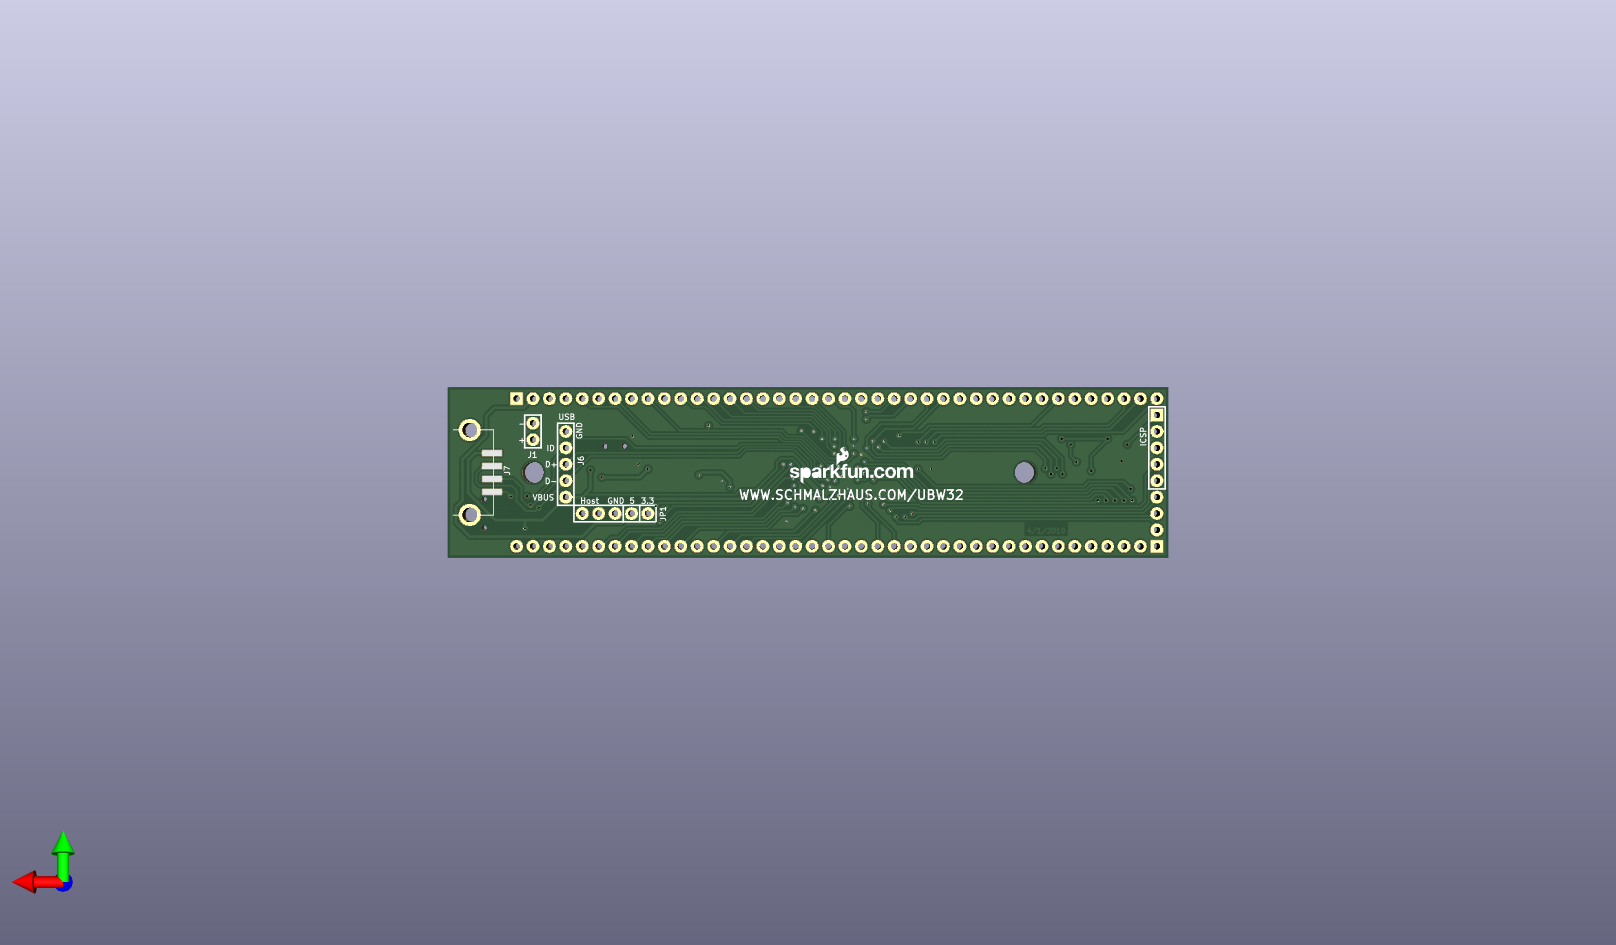 USB
GND
-
+
J1
ID
D+
D-
VBUS
J6
J7
Host GND 5 3.3
JP1
ICSP
sparkfun.com
WWW.SCHMALZHAUS.COM/UBW32